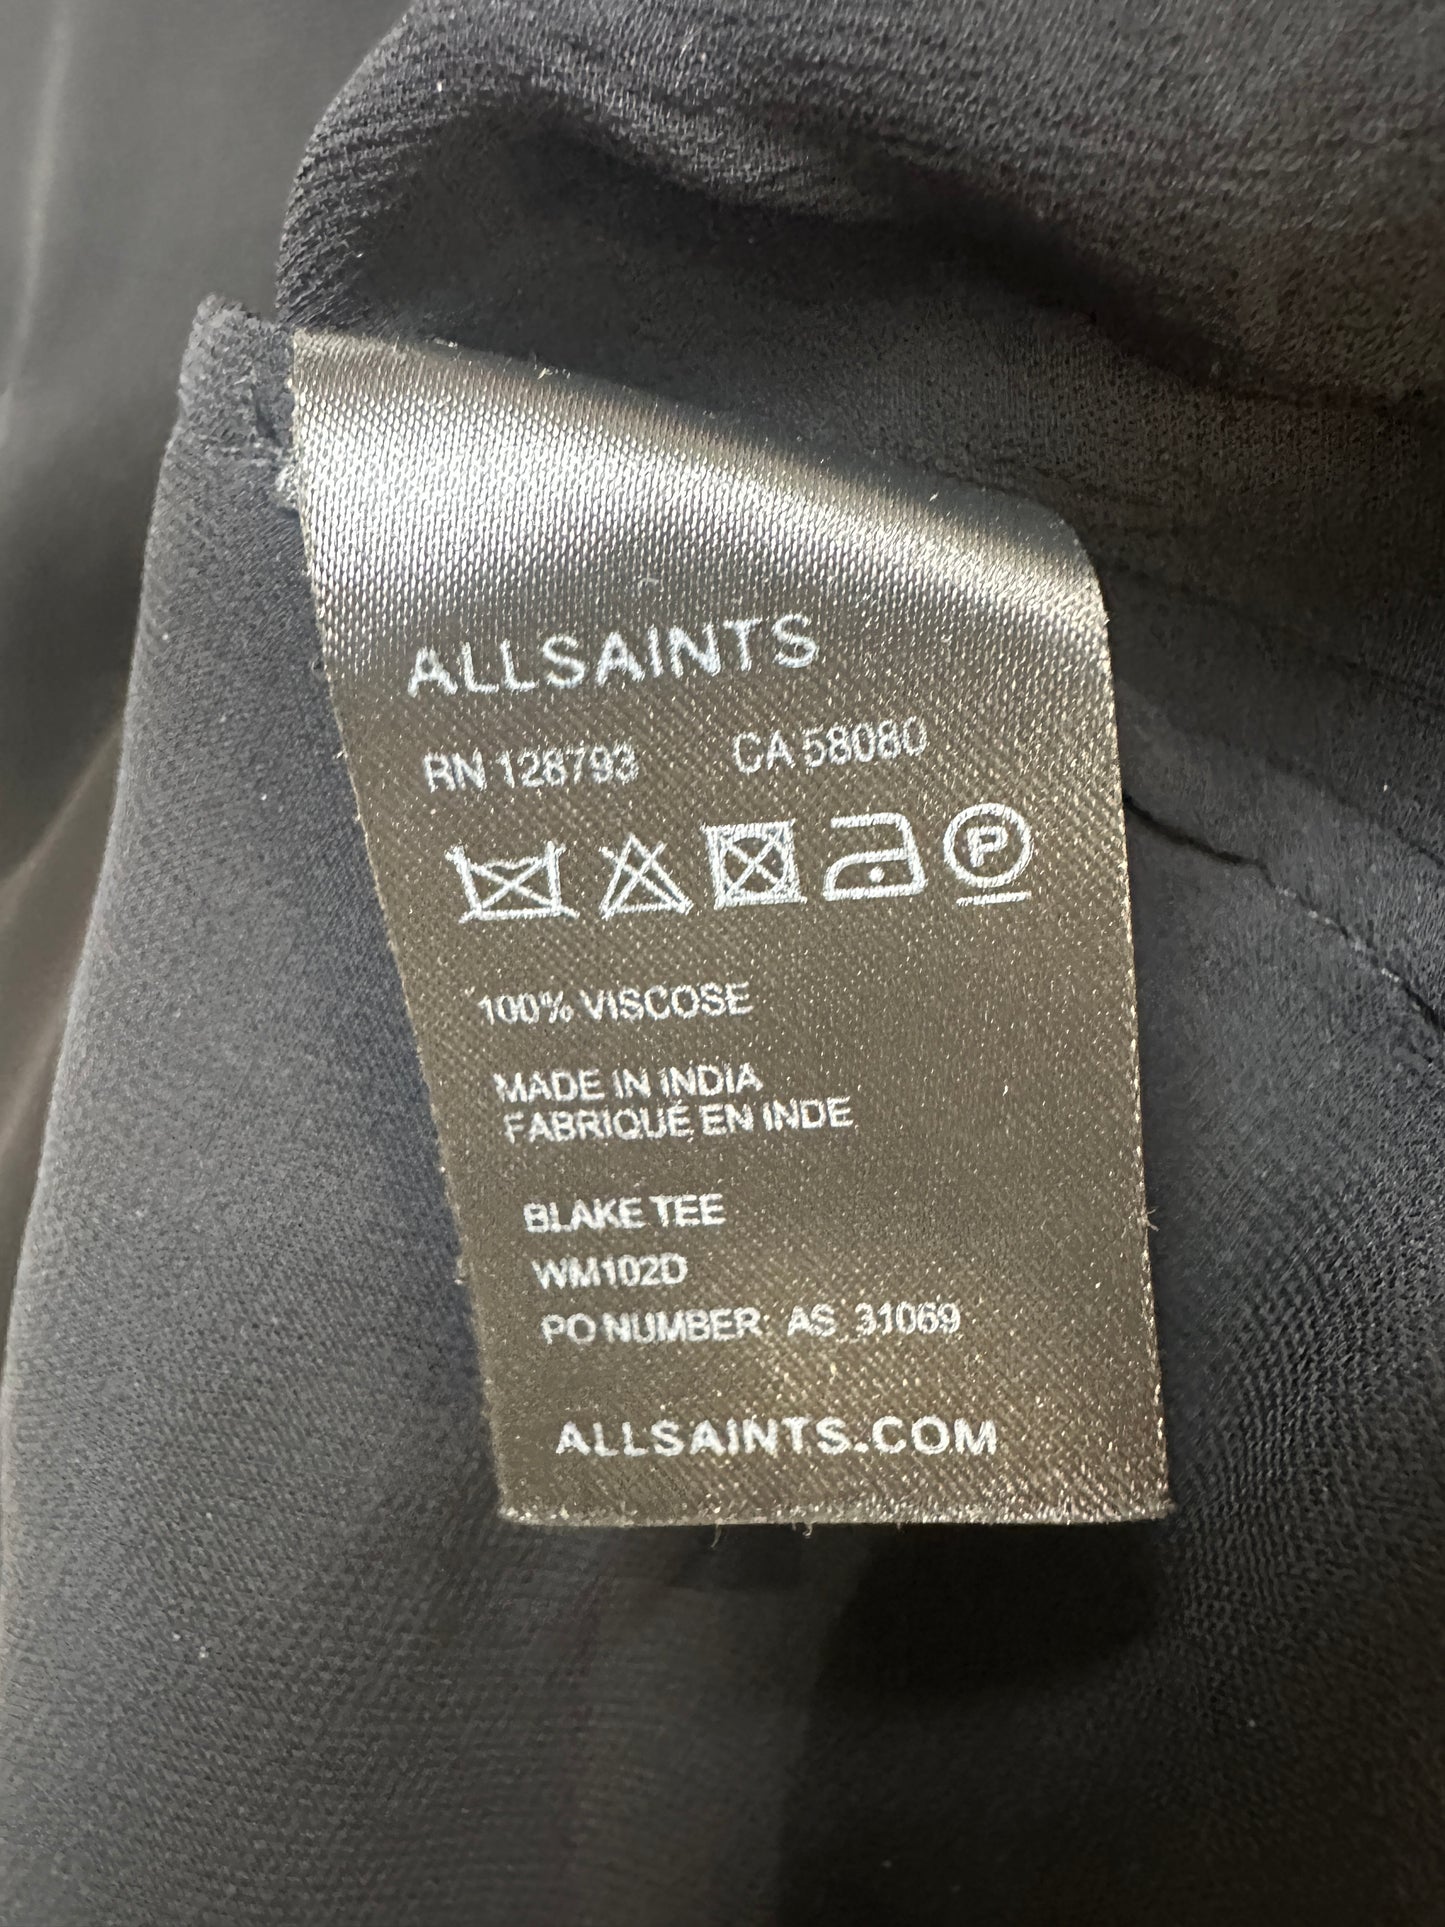 ALLSAINTS
RN 128793 CA 58080
P
100% VISCOSE
MADE IN INDIA
FABRIQUÉ EN INDE
BLAKE TEE
WM102D
PO NUMBER: AS_31069
ALLSAINTS.COM